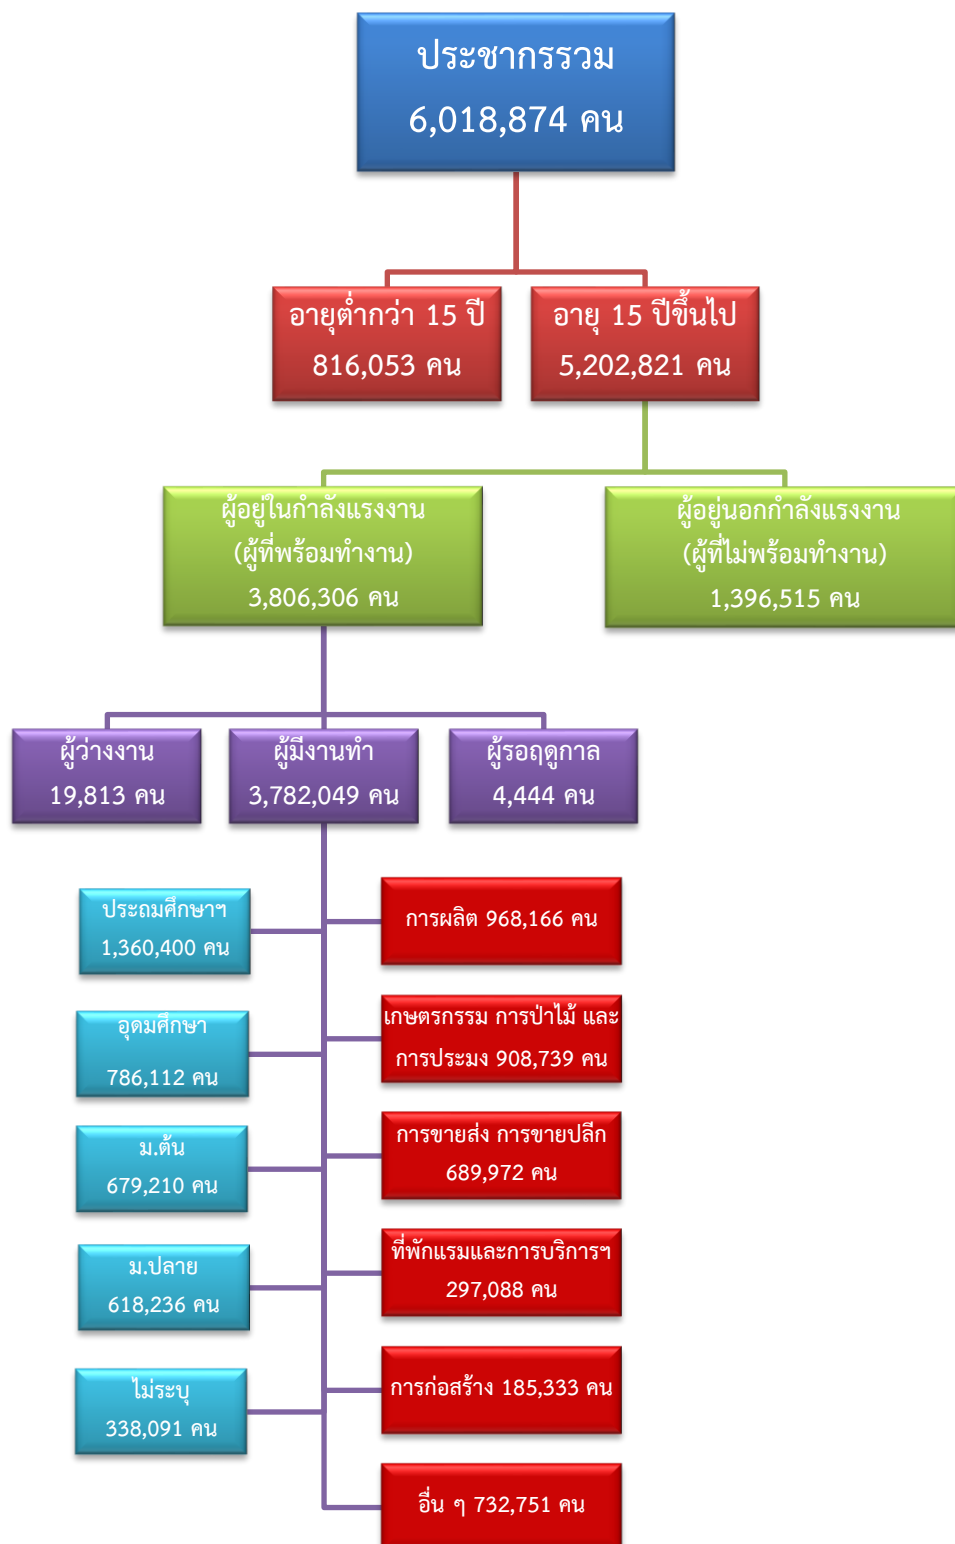 ประชากรรวม
6,018,874 คน
อายุต่ำกว่า 15 ปี
816,053 คน
อายุ 15 ปีขึ้นไป
5,202,821 คน
ผู้อยู่ในกำลังแรงงาน
(ผู้ที่พร้อมทำงาน)
3,806,306 คน
ผู้อยู่นอกกำลังแรงงาน
(ผู้ที่ไม่พร้อมทำงาน)
1,396,515 คน
ผู้ว่างงาน
19,813 คน
ผู้มีงานทำ
3,782,049 คน
ผู้รอฤดูกาล
4,444 คน
ประถมศึกษาฯ
1,360,400 คน
อุดมศึกษา
786,112 คน
ม.ต้น
679,210 คน
ม.ปลาย
618,236 คน
ไม่ระบุ
338,091 คน
การผลิต 968,166 คน
เกษตรกรรม การป่าไม้ และ
การประมง 908,739 คน
การขายส่ง การขายปลีก
689,972 คน
ที่พักแรมและการบริการฯ
297,088 คน
การก่อสร้าง 185,333 คน
อื่น ๆ 732,751 คน